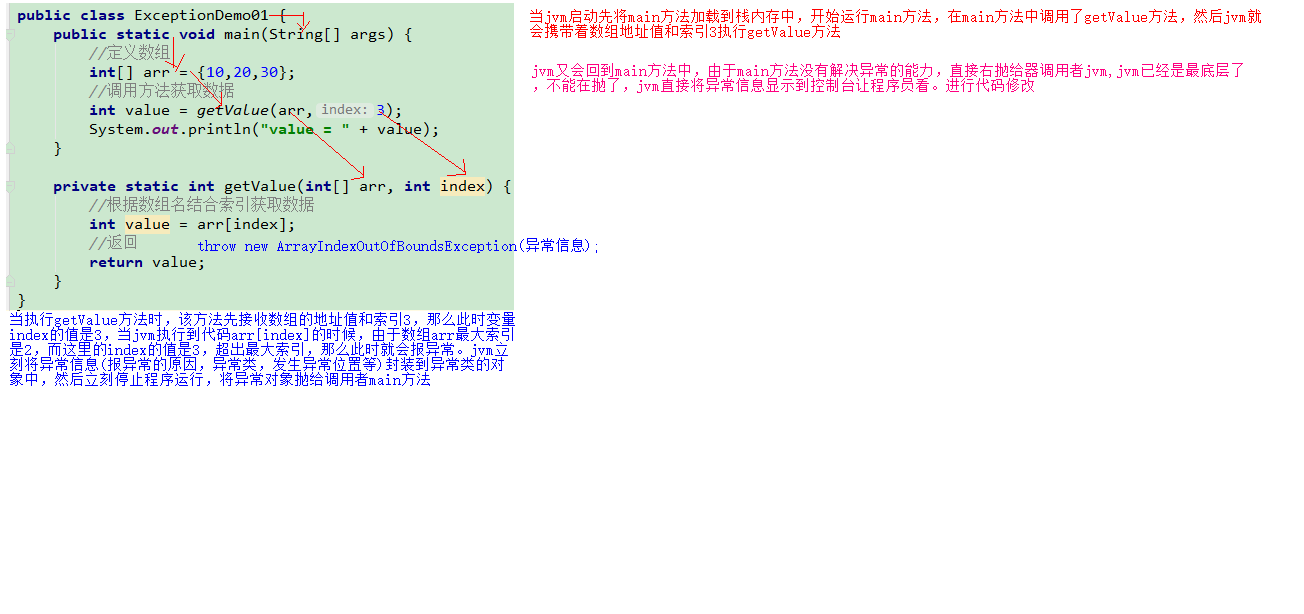 public class ExceptionDemo01 {
public static void main(String[] args) {
//定义数组
int[] arr = {10,20,30};
//调用方法获取数据
int value = getValue(arr, index: 3);
System.out.println("value = " + value);
}
private static int getValue(int[] arr, int index) {
//根据数组名结合索引获取数据
int value = arr[index];
//返回 throw new ArrayIndexOutOfBoundsException(异常信息);
return value;
}
}
当执行getValue方法时，该方法先接收数组的地址值和索引3，那么此时变量
index的值是3，当jvm执行到代码arr[index]的时候，由于数组arr最大索引
是2，而这里的index的值是3，超出最大索引，那么此时就会报异常。jvm立
刻将异常信息(报异常的原因，异常类，发生异常位置等)封装到异常类的对
象中，然后立刻停止程序运行，将异常对象抛给调用者main方法
当jvm启动先将main方法加载到栈内存中，开始运行main方法，在main方法中调用了getValue方法，然后jvm就
会携带着数组地址值和索引3执行getValue方法
jvm又会回到main方法中，由于main方法没有解决异常的能力，直接右抛给器调用者jvm,jvm已经是最底层了
，不能在抛了，jvm直接将异常信息显示到控制台让程序员看。进行代码修改